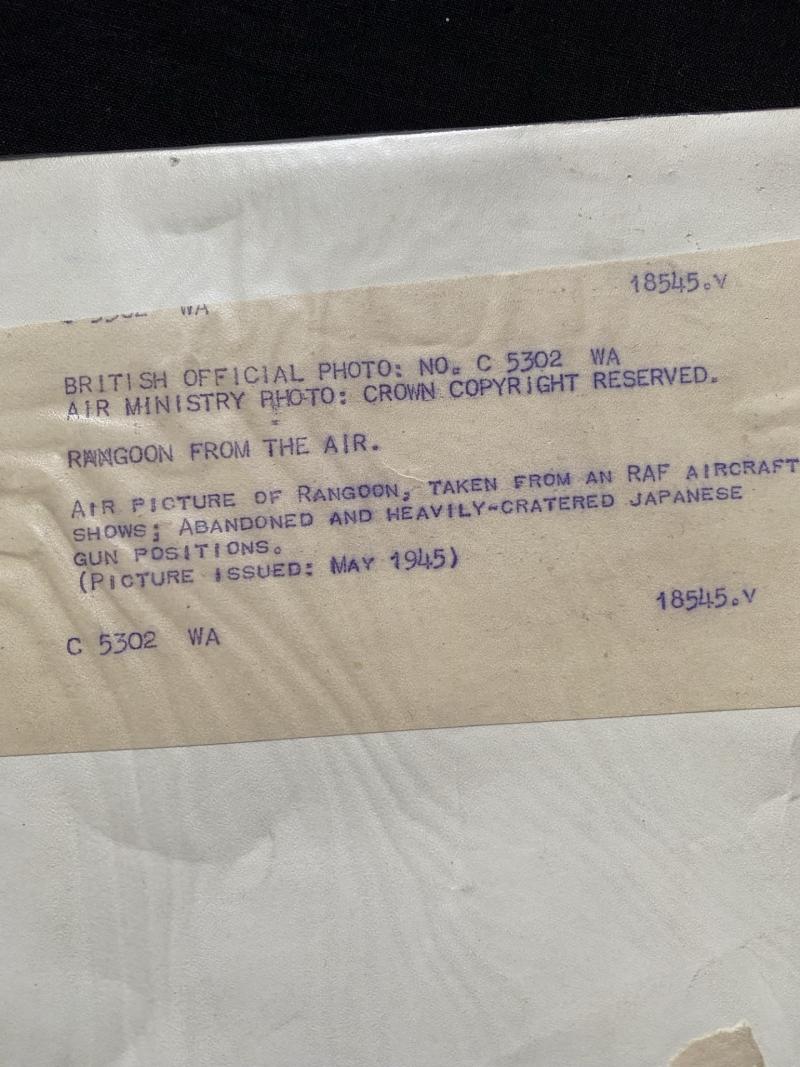 18545.V
C 5302 WA
BRITISH OFFICIAL PHOTO: NO. C 5302 WA
AIR MINISTRY PHOTO: CROWN COPYRIGHT RESERVED.
RANGOON FROM THE AIR.
AIR PICTURE OF RANGOON, TAKEN FROM AN RAF AIRCRAFT
SHOWS; ABANDONED AND HEAVILY-CRATERED JAPANESE
GUN POSITIONS.
(PICTURE ISSUED: MAY 1945)
18545.V
C 5302 WA